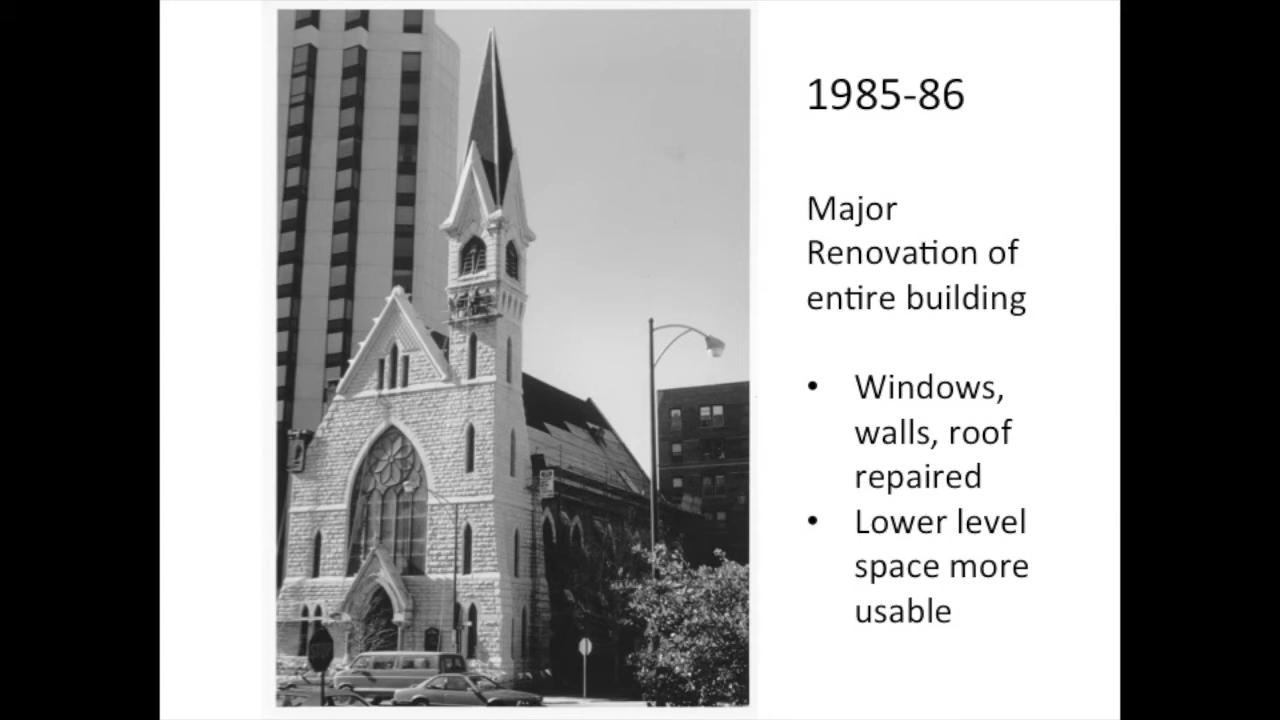 1985-86
Major
Renovation of
entire building
• Windows,
walls, roof
repaired
• Lower level
space more
usable